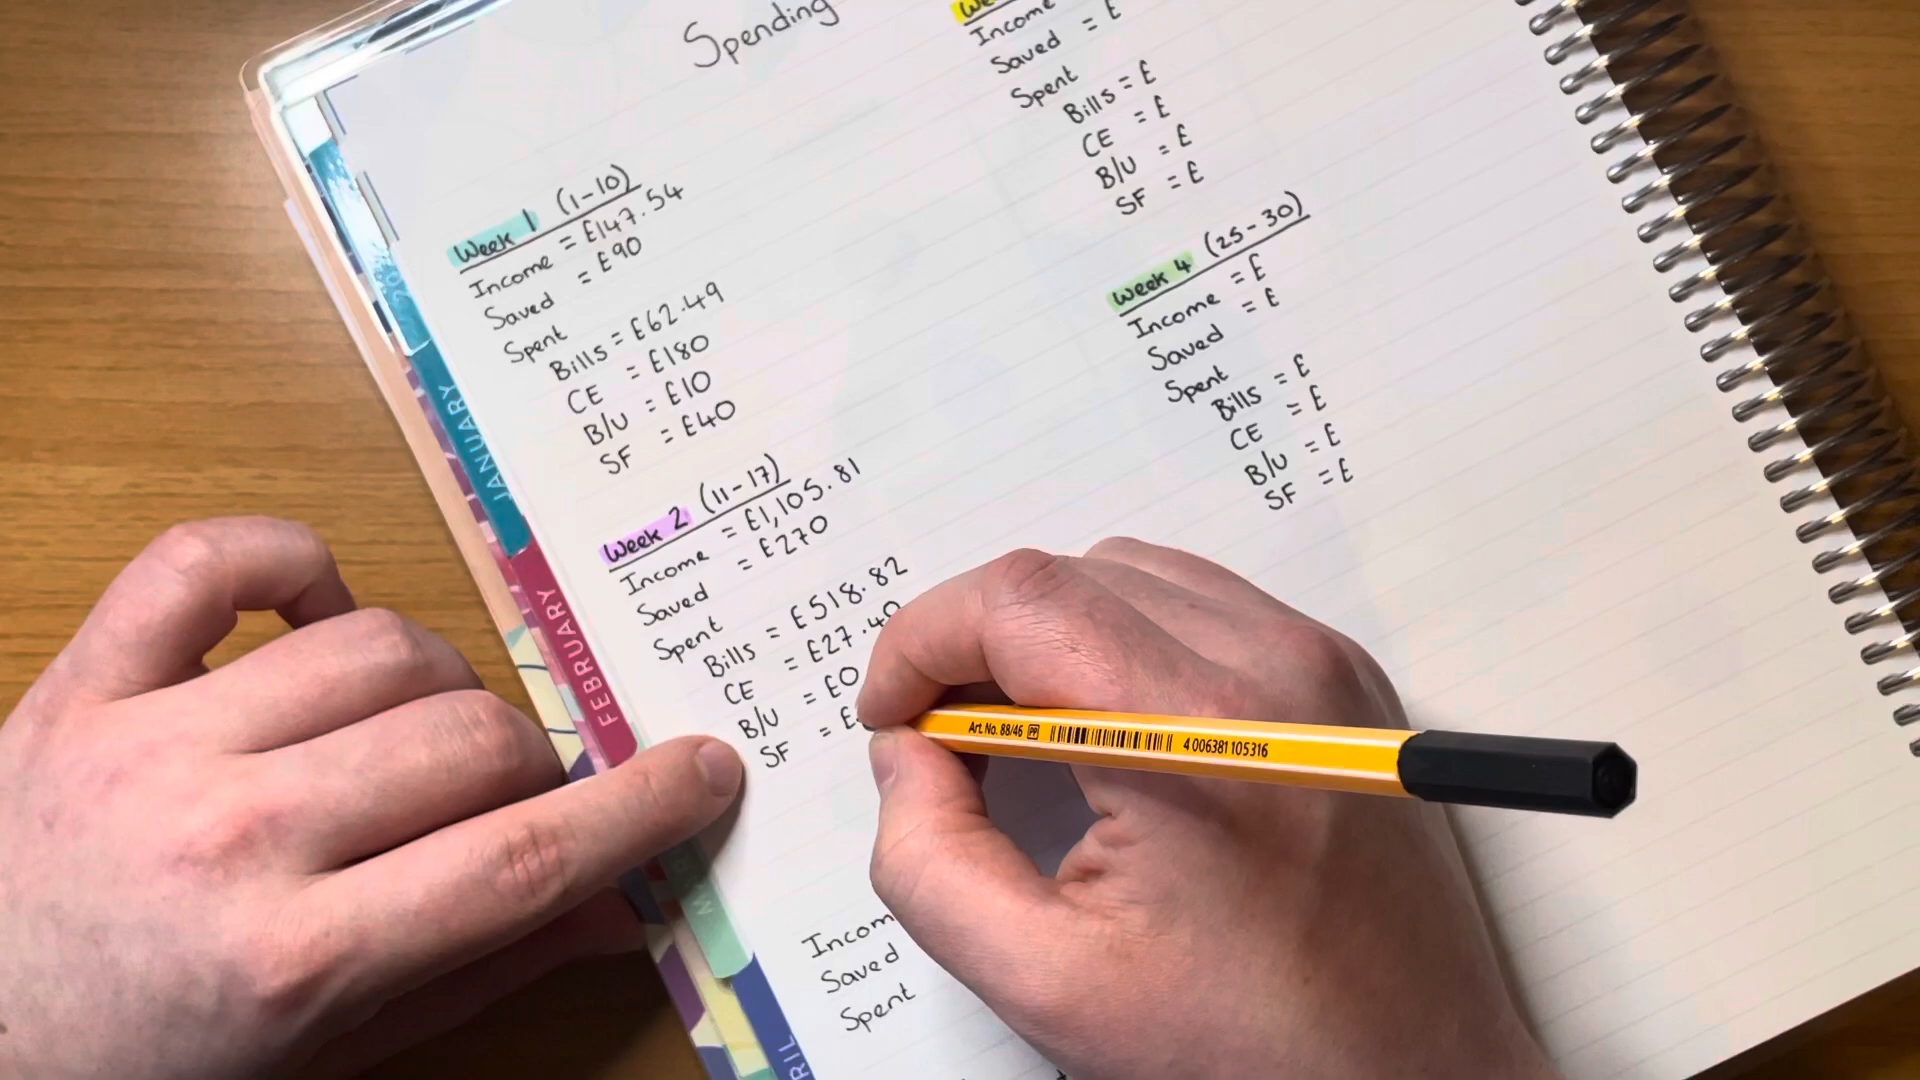 Spending
Week 1 (1-10)
Income = £147.54
Saved = £90
Spent
Bills = £62.49
CE = £180
B/U = £10
SF = £40
Week 2 (11-17)
Income = £1,105.81
Saved = £270
Spent
Bills = £518.82
CE = £27.40
B/U = £0
SF = £
Income
Saved
Spent
Income = £
Saved = £
Spent
Bills = £
CE = £
B/U = £
SF = £
Week 4 (25-30)
Income = £
Saved = £
Spent
Bills = £
CE = £
B/U = £
SF = £
JANUARY
FEBRUARY
Art. No. 88/46 PP 4 006381 105316